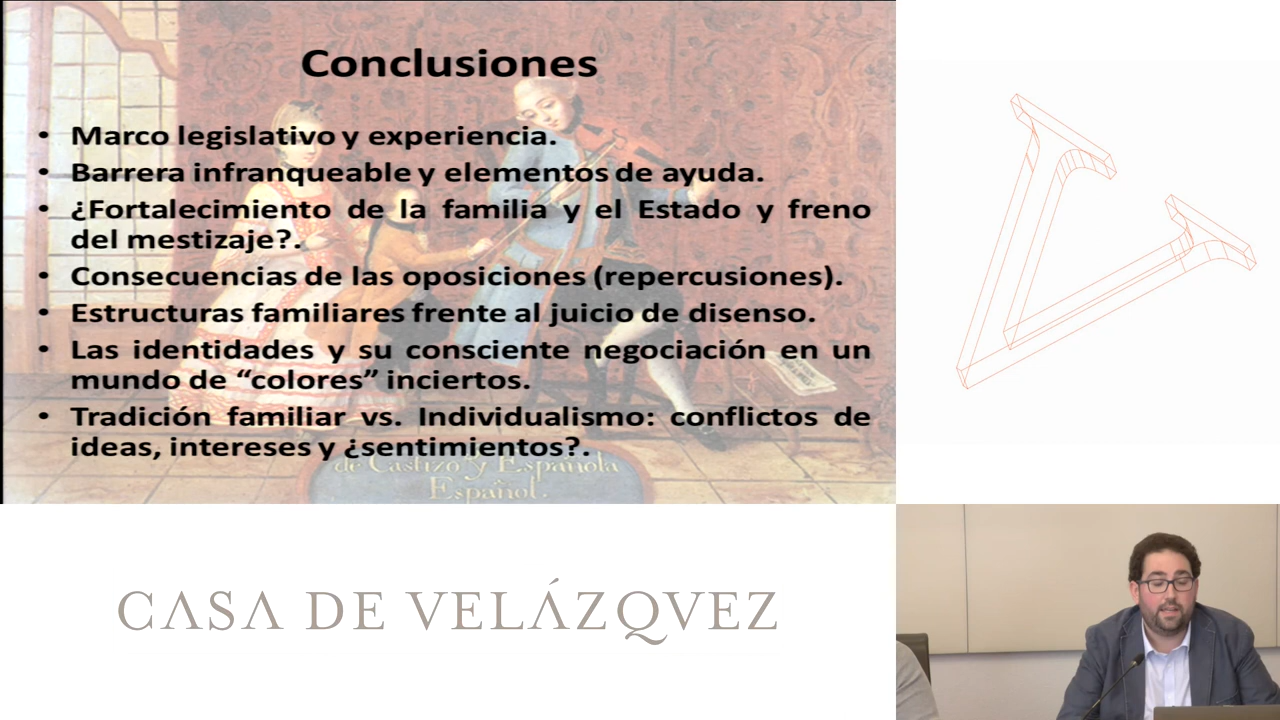 Conclusiones
• Marco legislativo y experiencia.
• Barrera infranqueable y elementos de ayuda.
• ¿Fortalecimiento de la familia y el Estado y freno
del mestizaje?.
• Consecuencias de las oposiciones (repercusiones).
• Estructuras familiares frente al juicio de disenso.
• Las identidades y su consciente negociación en un
mundo de “colores” inciertos.
• Tradición familiar vs. Individualismo: conflictos de
ideas, intereses y ¿sentimientos?.
de Castizo y Española
Español.
CASA DE VELÁZQVEZ